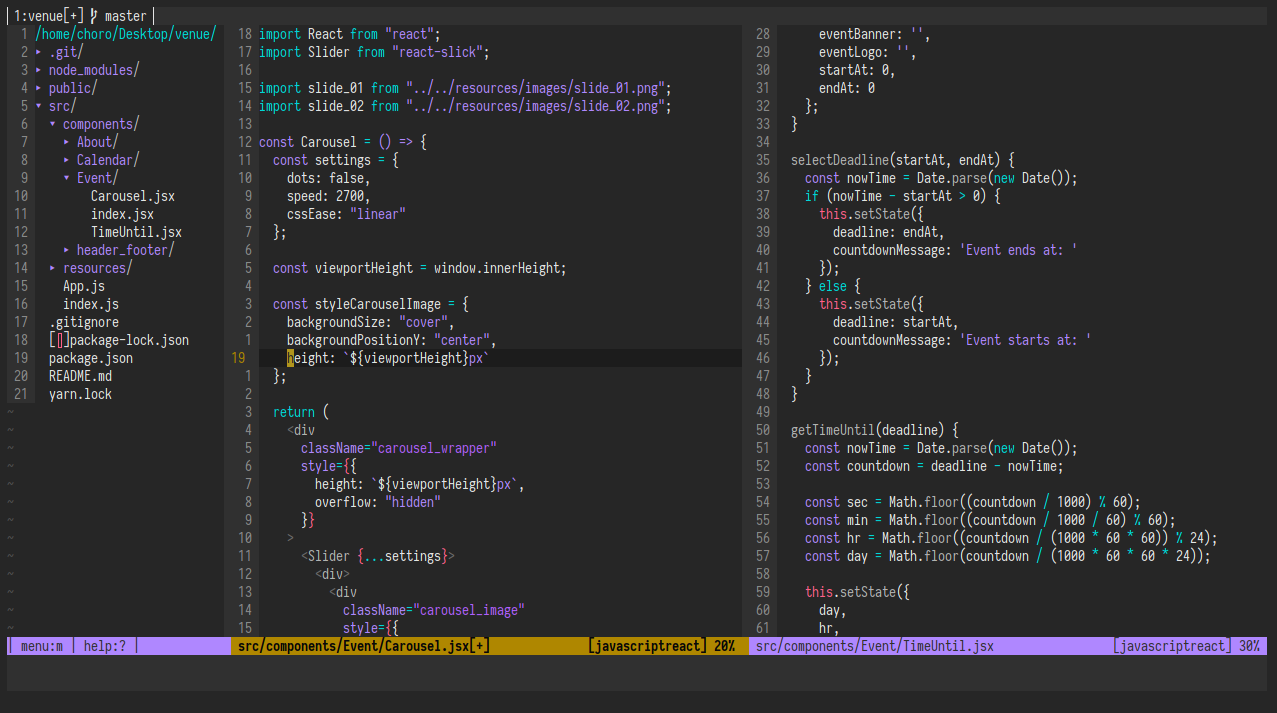 1:venue[+] master
1 /home/choro/Desktop/venue/
2 ▸ .git/
3 ▸ node_modules/
4 ▸ public/
5 ▾ src/
6 ▾ components/
7 ▸ About/
8 ▸ Calendar/
9 ▾ Event/
10 Carousel.jsx
11 index.jsx
12 TimeUntil.jsx
13 ▸ header_footer/
14 ▸ resources/
15 App.js
16 index.js
17 .gitignore
18 [▯]package-lock.json
19 package.json
20 README.md
21 yarn.lock
~
~
~
~
~
~
~
~
~
~
~
~
~
| menu:m | help:? |
18 import React from "react";
17 import Slider from "react-slick";
16
15 import slide_01 from "../../resources/images/slide_01.png";
14 import slide_02 from "../../resources/images/slide_02.png";
13
12 const Carousel = () => {
11 const settings = {
10 dots: false,
9 speed: 2700,
8 cssEase: "linear"
7 };
6
5 const viewportHeight = window.innerHeight;
4
3 const styleCarouselImage = {
2 backgroundSize: "cover",
1 backgroundPositionY: "center",
19 height: `${viewportHeight}px`
1 };
2
3 return (
4 <div
5 className="carousel_wrapper"
6 style={{
7 height: `${viewportHeight}px`,
8 overflow: "hidden"
9 }}
10 >
11 <Slider {...settings}>
12 <div>
13 <div
14 className="carousel_image"
15 style={{
src/components/Event/Carousel.jsx[+] [javascriptreact] 20%
28 eventBanner: '',
29 eventLogo: '',
30 startAt: 0,
31 endAt: 0
32 };
33 }
34
35 selectDeadline(startAt, endAt) {
36 const nowTime = Date.parse(new Date());
37 if (nowTime - startAt > 0) {
38 this.setState({
39 deadline: endAt,
40 countdownMessage: 'Event ends at: '
41 });
42 } else {
43 this.setState({
44 deadline: startAt,
45 countdownMessage: 'Event starts at: '
46 });
47 }
48 }
49
50 getTimeUntil(deadline) {
51 const nowTime = Date.parse(new Date());
52 const countdown = deadline - nowTime;
53
54 const sec = Math.floor((countdown / 1000) % 60);
55 const min = Math.floor((countdown / 1000 / 60) % 60);
56 const hr = Math.floor((countdown / (1000 * 60 * 60)) % 24);
57 const day = Math.floor(countdown / (1000 * 60 * 60 * 24));
58
59 this.setState({
60 day,
61 hr,
src/components/Event/TimeUntil.jsx [javascriptreact] 30%